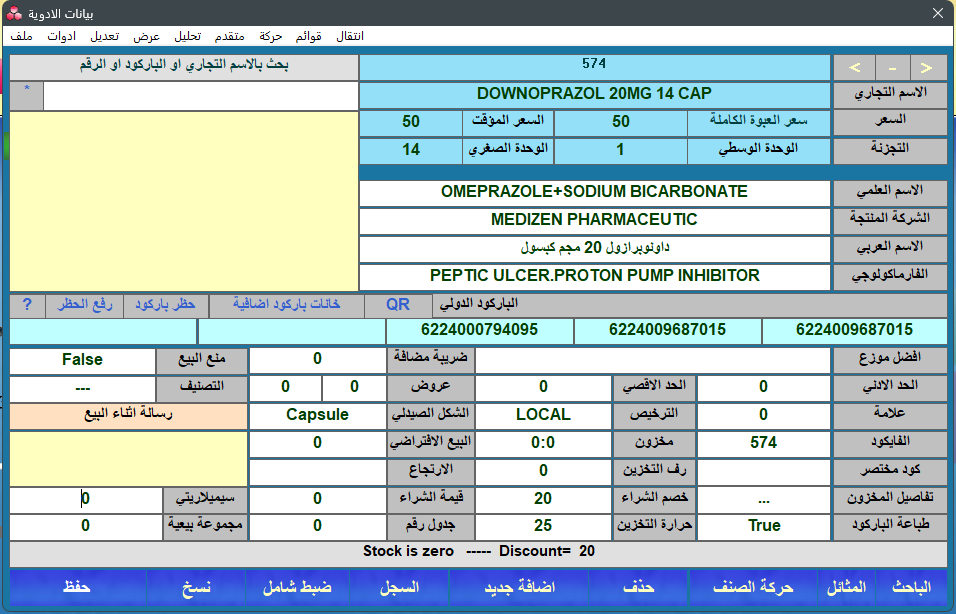 بيانات الادوية
ملف ادوات تعديل عرض تحليل متقدم حركة قوائم انتقال
< - > 574 بحث بالاسم التجاري او الباركود او الرقم
الاسم التجاري DOWNOPRAZOL 20MG 14 CAP *
السعر سعر العبوة الكاملة 50 السعر المؤقت 50
التجزئة الوحدة الوسطي 1 الوحدة الصغري 14
الاسم العلمي OMEPRAZOLE+SODIUM BICARBONATE
الشركة المنتجة MEDIZEN PHARMACEUTIC
الاسم العربي داونوبرازول 20 مجم كبسول
الفارماكولوجي PEPTIC ULCER.PROTON PUMP INHIBITOR
الباركود الدولي QR خانات باركود اضافية حظر باركود رفع الحظر ?
6224009687015 6224009687015 6224000794095
افضل موزع ضريبة مضافة 0 منع البيع False
الحد الادني 0 الحد الاقصي 0 عروض 0 0 التصنيف ---
علامة 0 الترخيص LOCAL الشكل الصيدلي Capsule رسالة اثناء البيع
الفايكود 574 مخزون 0:0 البيع الافتراضي 0
كود مختصر رف التخزين 0 الارتجاع
تفاصيل المخزون ... خصم الشراء 20 قيمة الشراء 0 سيميلاريتي 0
طباعة الباركود True حرارة التخزين 25 جدول رقم 0 مجموعة بيعية 0
Stock is zero ----- Discount= 20
الباحث المثائل حركة الصنف حذف اضافة جديد السجل ضبط شامل نسخ حفظ